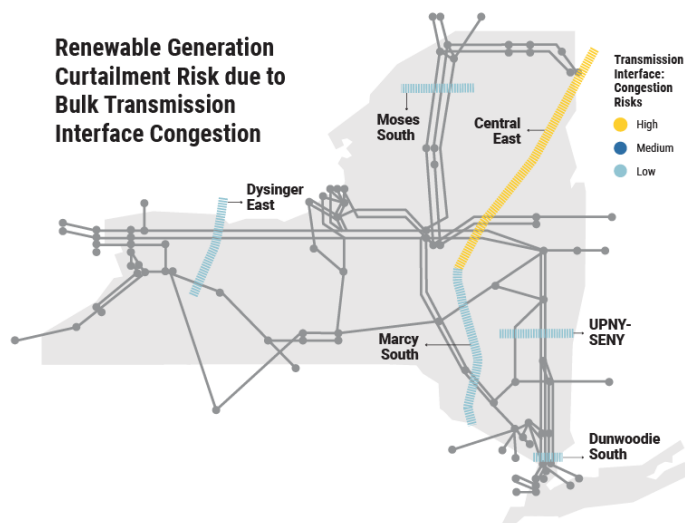 Renewable Generation
Curtailment Risk due to
Bulk Transmission
Interface Congestion
Transmission
Interface:
Congestion
Risks
High
Medium
Low
Moses
South
Central
East
Dysinger
East
Marcy
South
UPNY-
SENY
Dunwoodie
South